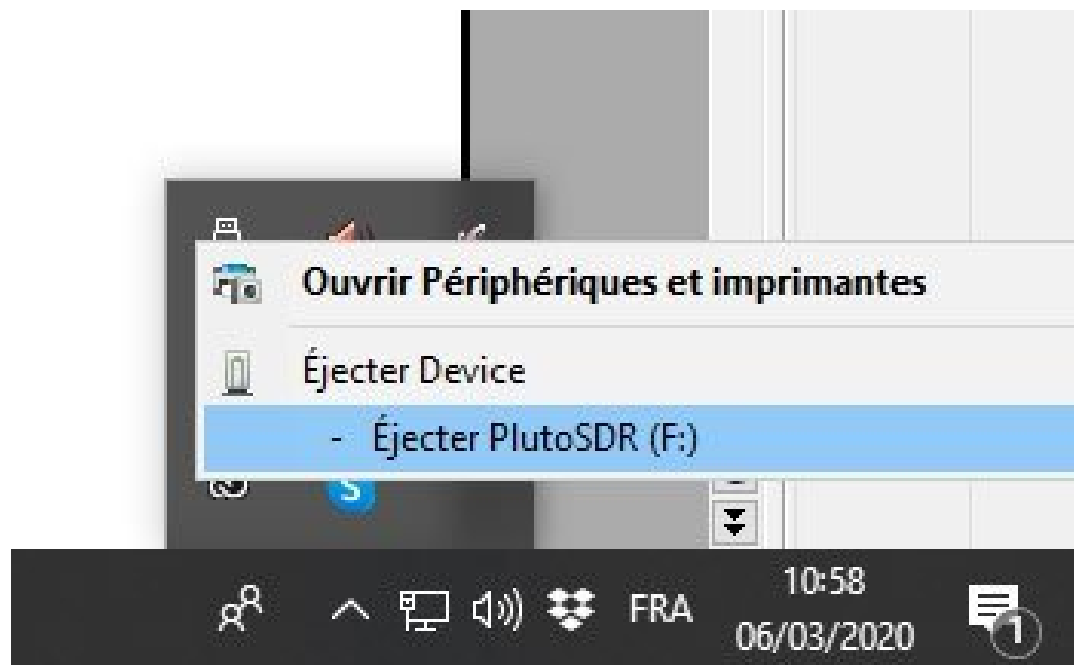 Ouvrir Périphériques et imprimantes
Éjecter Device
- Éjecter PlutoSDR (F:)
S
FRA
10:58
06/03/2020
1